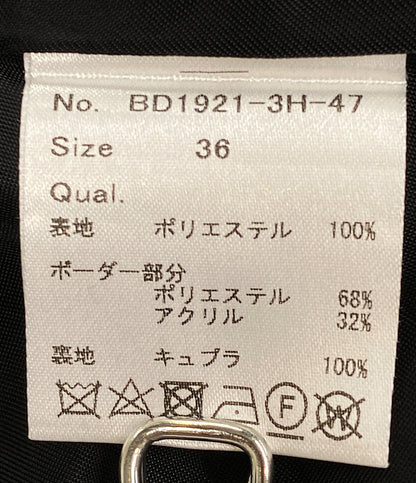 No. BD1921-3H-47
Size 36
Qual.
表地 ポリエステル 100%
ボーダー部分
ポリエステル 68%
アクリル 32%
裏地 キュプラ 100%
F
W